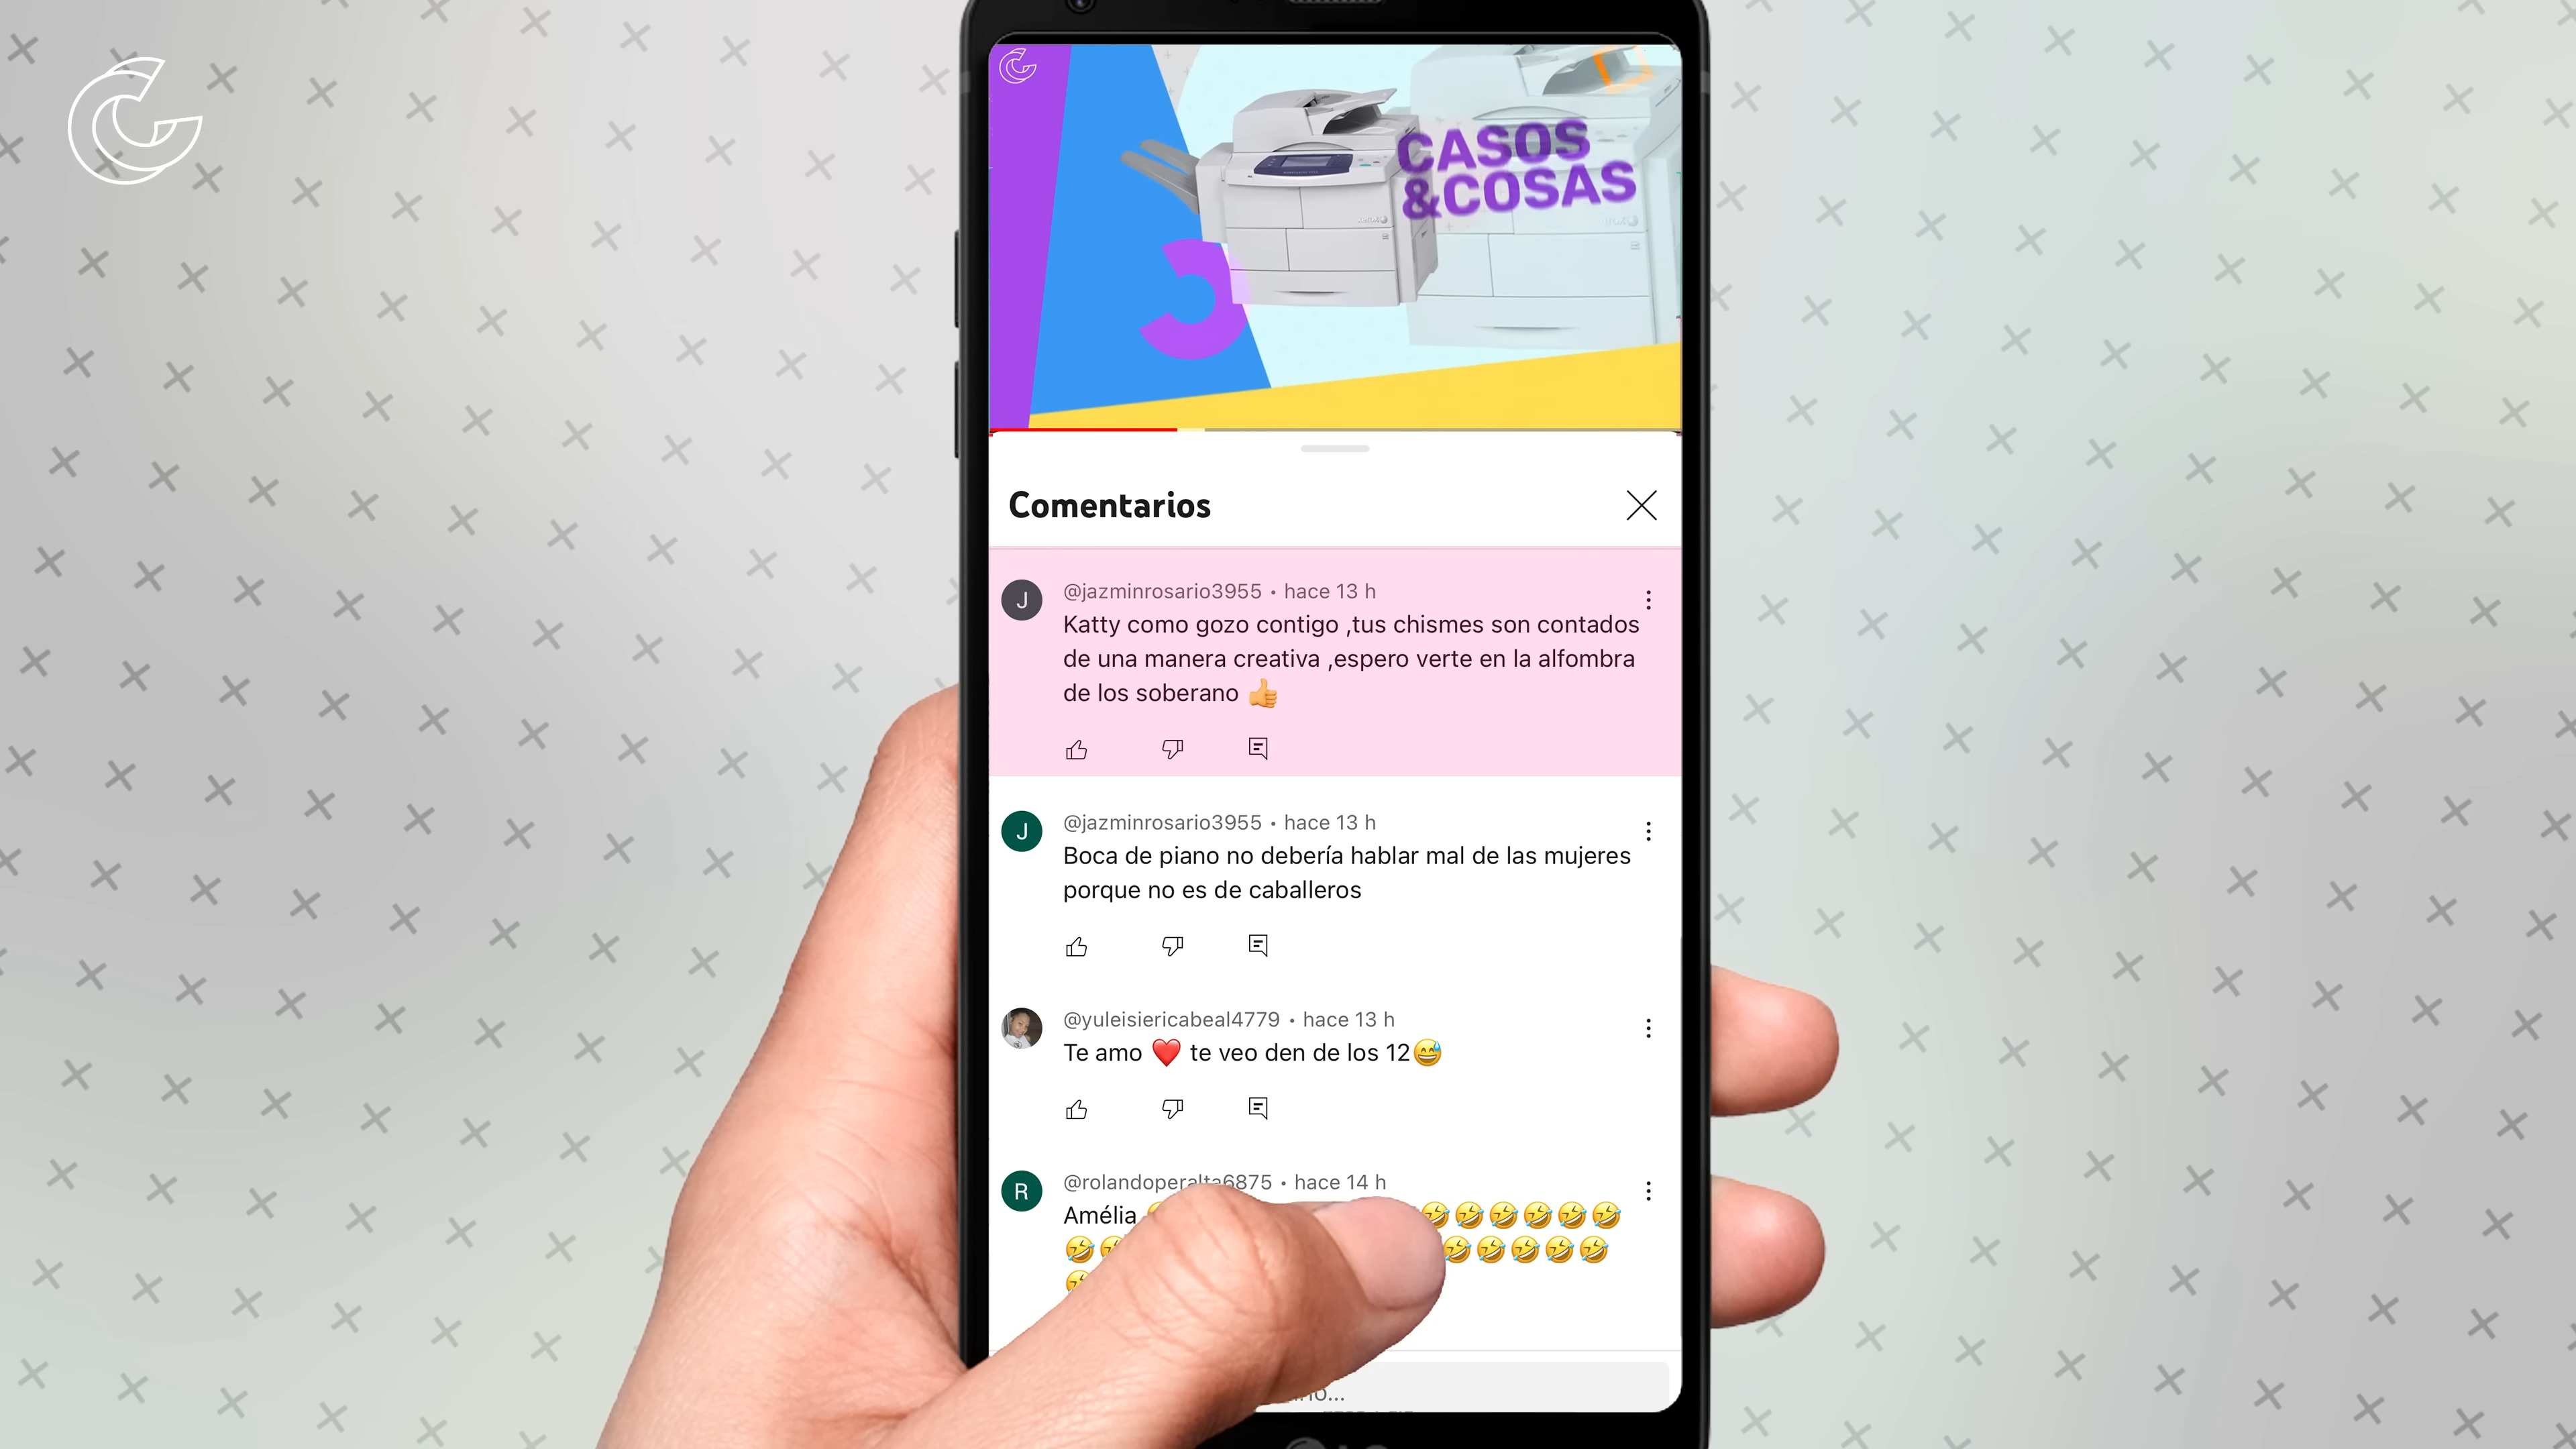 CASOS
&COSAS
Comentarios
J
@jazminrosario3955 • hace 13 h
Katty como gozo contigo ,tus chismes son contados
de una manera creativa ,espero verte en la alfombra
de los soberano 👍
J
@jazminrosario3955 • hace 13 h
Boca de piano no debería hablar mal de las mujeres
porque no es de caballeros
@yuleisiericabeal4779 • hace 13 h
Te amo ❤️ te veo den de los 12😅
R
@rolandoperalta6875 • hace 14 h
Amélia 🤣🤣🤣🤣🤣🤣
🤣🤣🤣🤣🤣🤣
🤣